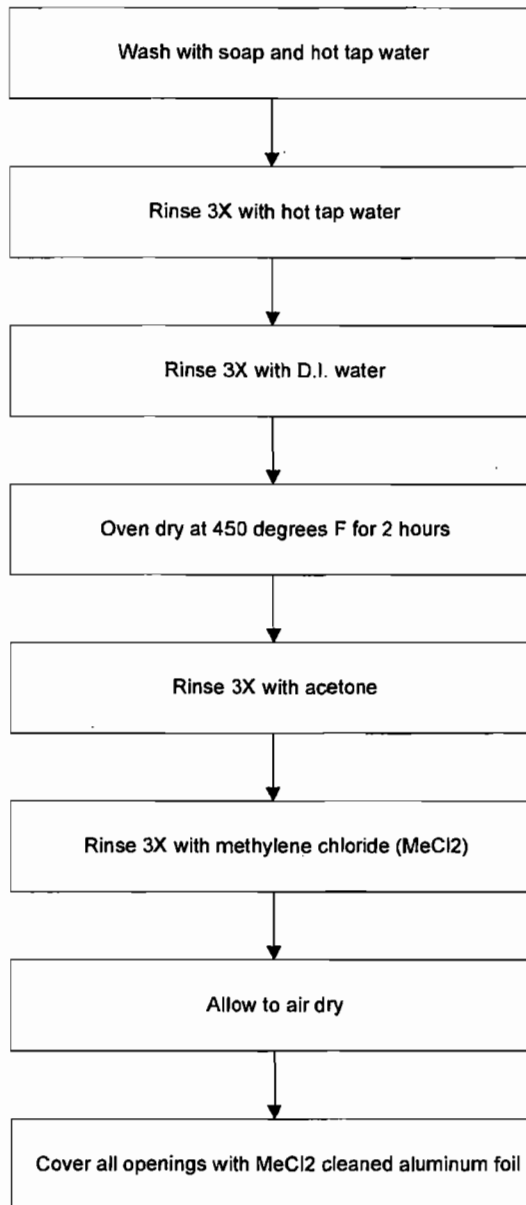 Wash with soap and hot tap water
Rinse 3X with hot tap water
Rinse 3X with D.I. water
Oven dry at 450 degrees F for 2 hours
Rinse 3X with acetone
Rinse 3X with methylene chloride (MeCl2)
Allow to air dry
Cover all openings with MeCl2 cleaned aluminum foil